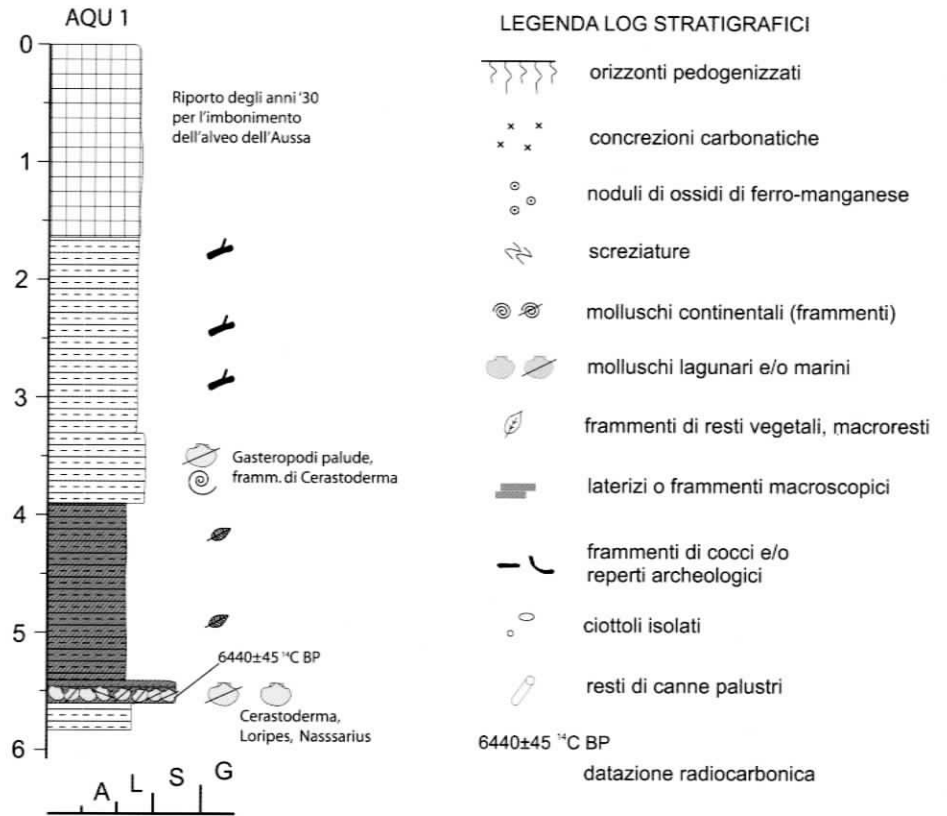 AQU 1
0
1
2
3
4
5
6
Riporto degli anni '30
per l'imbonimento
dell'alveo dell'Aussa
Gasteropodi palude,
framm. di Cerastoderma
6440±45 ¹⁴C BP
Cerastoderma,
Loripes, Nasssarius
A L S G
LEGENDA LOG STRATIGRAFICI
orizzonti pedogenizzati
concrezioni carbonatiche
noduli di ossidi di ferro-manganese
screziature
molluschi continentali (frammenti)
molluschi lagunari e/o marini
frammenti di resti vegetali, macroresti
laterizi o frammenti macroscopici
frammenti di cocci e/o
reperti archeologici
ciottoli isolati
resti di canne palustri
6440±45 ¹⁴C BP
datazione radiocarbonica